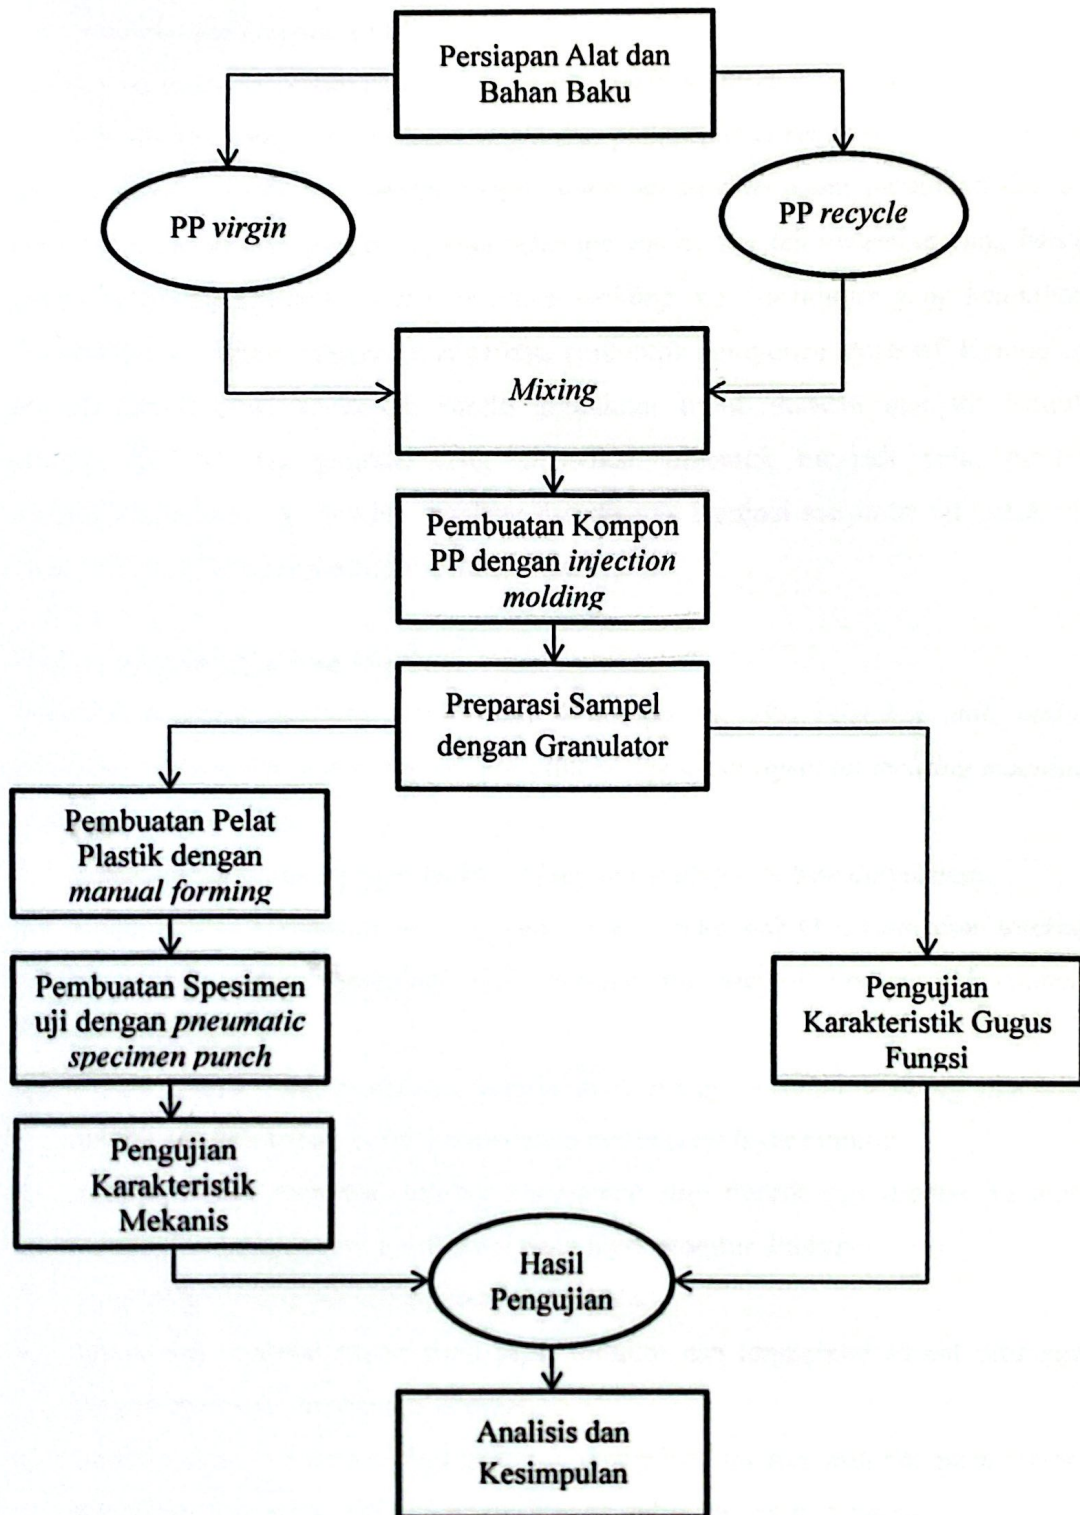 Persiapan Alat dan
Bahan Baku
PP virgin
PP recycle
Mixing
Pembuatan Kompon
PP dengan injection
molding
Preparasi Sampel
dengan Granulator
Pembuatan Pelat
Plastik dengan
manual forming
Pembuatan Spesimen
uji dengan pneumatic
specimen punch
Pengujian
Karakteristik Gugus
Fungsi
Pengujian
Karakteristik
Mekanis
Hasil
Pengujian
Analisis dan
Kesimpulan